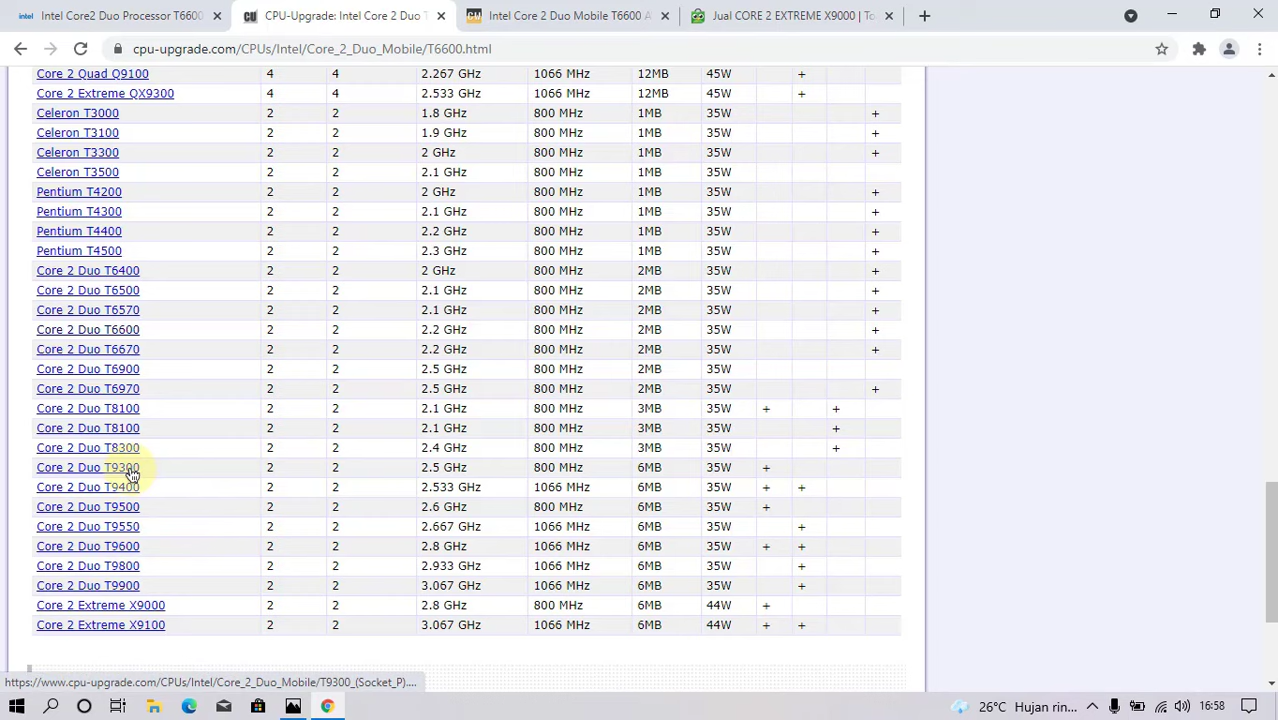 Intel Core2 Duo Processor T6600
CPU-Upgrade: Intel Core 2 Duo T
Intel Core 2 Duo Mobile T6600 A
Jual CORE 2 EXTREME X9000 | To
cpu-upgrade.com/CPUs/Intel/Core_2_Duo_Mobile/T6600.html
Core 2 Quad Q9100 4 4 2.267 GHz 1066 MHz 12MB 45W +
Core 2 Extreme QX9300 4 4 2.533 GHz 1066 MHz 12MB 45W +
Celeron T3000 2 2 1.8 GHz 800 MHz 1MB 35W +
Celeron T3100 2 2 1.9 GHz 800 MHz 1MB 35W +
Celeron T3300 2 2 2 GHz 800 MHz 1MB 35W +
Celeron T3500 2 2 2.1 GHz 800 MHz 1MB 35W
Pentium T4200 2 2 2 GHz 800 MHz 1MB 35W +
Pentium T4300 2 2 2.1 GHz 800 MHz 1MB 35W +
Pentium T4400 2 2 2.2 GHz 800 MHz 1MB 35W +
Pentium T4500 2 2 2.3 GHz 800 MHz 1MB 35W +
Core 2 Duo T6400 2 2 2 GHz 800 MHz 2MB 35W +
Core 2 Duo T6500 2 2 2.1 GHz 800 MHz 2MB 35W +
Core 2 Duo T6570 2 2 2.1 GHz 800 MHz 2MB 35W +
Core 2 Duo T6600 2 2 2.2 GHz 800 MHz 2MB 35W +
Core 2 Duo T6670 2 2 2.2 GHz 800 MHz 2MB 35W +
Core 2 Duo T6900 2 2 2.5 GHz 800 MHz 2MB 35W
Core 2 Duo T6970 2 2 2.5 GHz 800 MHz 2MB 35W +
Core 2 Duo T8100 2 2 2.1 GHz 800 MHz 3MB 35W + +
Core 2 Duo T8100 2 2 2.1 GHz 800 MHz 3MB 35W +
Core 2 Duo T8300 2 2 2.4 GHz 800 MHz 3MB 35W +
Core 2 Duo T9300 2 2 2.5 GHz 800 MHz 6MB 35W +
Core 2 Duo T9400 2 2 2.533 GHz 1066 MHz 6MB 35W + +
Core 2 Duo T9500 2 2 2.6 GHz 800 MHz 6MB 35W +
Core 2 Duo T9550 2 2 2.667 GHz 1066 MHz 6MB 35W +
Core 2 Duo T9600 2 2 2.8 GHz 1066 MHz 6MB 35W + +
Core 2 Duo T9800 2 2 2.933 GHz 1066 MHz 6MB 35W +
Core 2 Duo T9900 2 2 3.067 GHz 1066 MHz 6MB 35W +
Core 2 Extreme X9000 2 2 2.8 GHz 800 MHz 6MB 44W +
Core 2 Extreme X9100 2 2 3.067 GHz 1066 MHz 6MB 44W + +
https://www.cpu-upgrade.com/CPUs/Intel/Core_2_Duo_Mobile/T9300_(Socket_P)....
26°C Hujan rin... 16:58